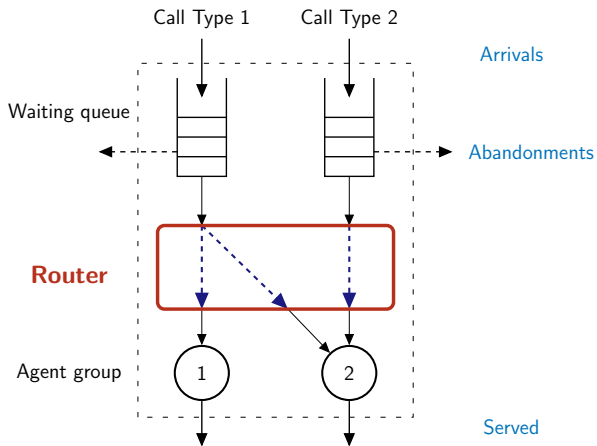 Call Type 1
Call Type 2
Arrivals
Waiting queue
Abandonments
Router
Agent group
1
2
Served